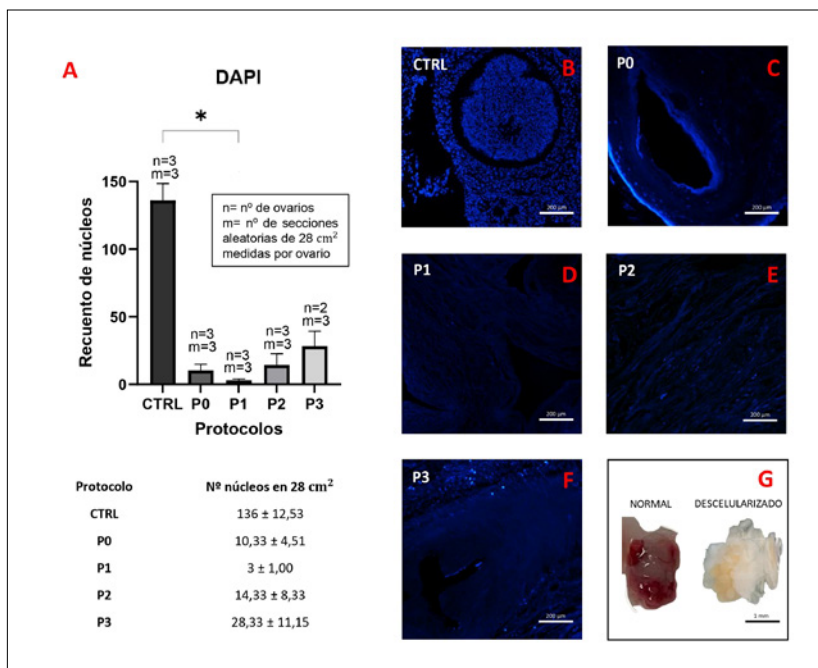 A
DAPI
*
n=3
m=3
n=3
m=3
n=3
m=3
n=3
m=3
n=2
m=3
n= nº de ovarios
m= nº de secciones
aleatorias de 28 cm²
medidas por ovario
Recuento de núcleos
150
100
50
0
CTRL P0 P1 P2 P3
Protocolos
Protocolo Nº núcleos en 28 cm²
CTRL 136 ± 12,53
P0 10,33 ± 4,51
P1 3 ± 1,00
P2 14,33 ± 8,33
P3 28,33 ± 11,15
CTRL B
200 µm
P0 C
200 µm
P1 D
200 µm
P2 E
200 µm
P3 F
200 µm
G
NORMAL DESCELULARIZADO
1 mm